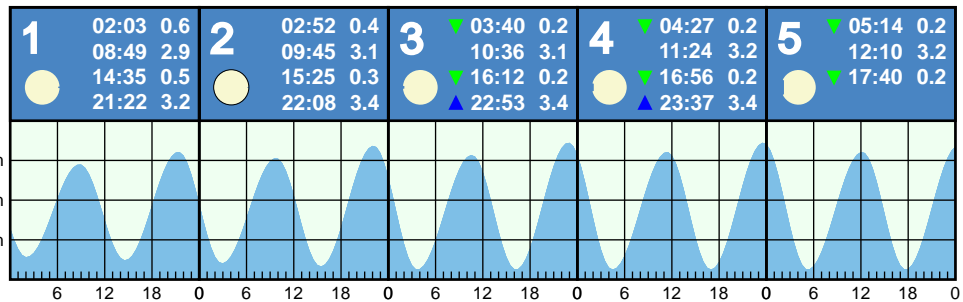 1
02:03 0.6
08:49 2.9
14:35 0.5
21:22 3.2
2
02:52 0.4
09:45 3.1
15:25 0.3
22:08 3.4
3
▼ 03:40 0.2
10:36 3.1
▼ 16:12 0.2
▲ 22:53 3.4
4
▼ 04:27 0.2
11:24 3.2
▼ 16:56 0.2
▲ 23:37 3.4
5
▼ 05:14 0.2
12:10 3.2
▼ 17:40 0.2
m
m
m
6 12 18 0 6 12 18 0 6 12 18 0 6 12 18 0 6 12 18 0